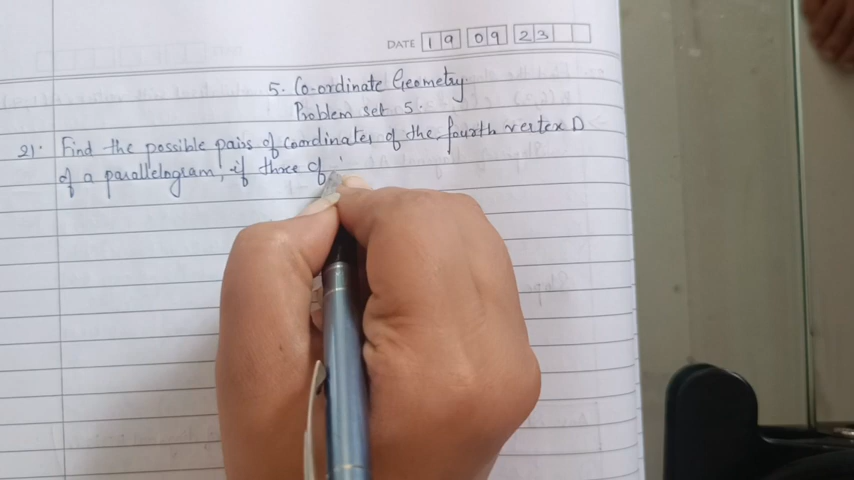 DATE 19 09 23
5. Co-ordinate Geometry
Problem set 5.
21). Find the possible pairs of coordinates of the fourth vertex D
of a parallelogram, if three of